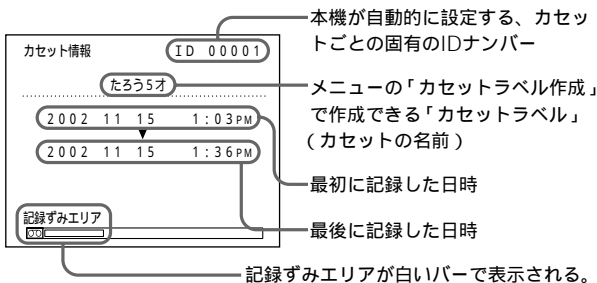 本機が自動的に設定する、カセッ
トごとの固有のIDナンバー
カセット情報
ID 00001
たろう5才
メニューの「カセットラベル作成」
で作成できる「カセットラベル」
(カセットの名前)
2002 11 15 1:03PM
2002 11 15 1:36PM
最初に記録した日時
最後に記録した日時
記録ずみエリア
記録ずみエリアが白いバーで表示される。